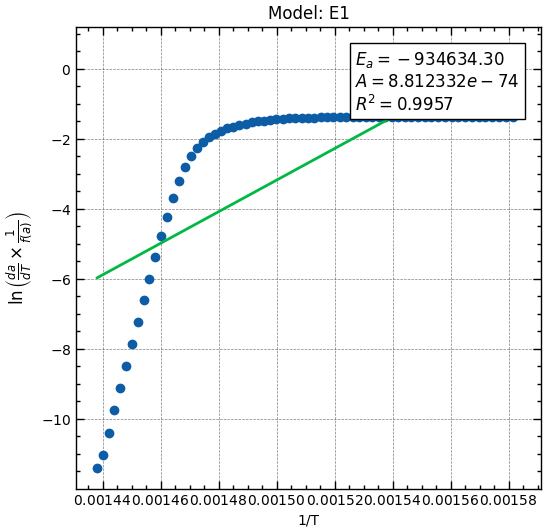 Model: E1
E_a = −934634.30
A = 8.812332e − 74
R² = 0.9957
ln (da/dT × 1/f(a))
0
−2
−4
−6
−8
−10
0.00144 0.00146 0.00148 0.00150 0.00152 0.00154 0.00156 0.00158
1/T